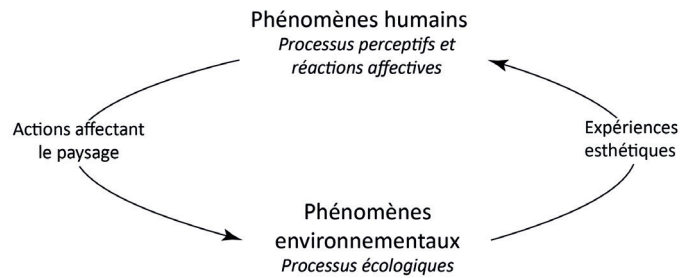 Phénomènes humains
Processus perceptifs et
réactions affectives
Actions affectant
le paysage
Expériences
esthétiques
Phénomènes
environnementaux
Processus écologiques